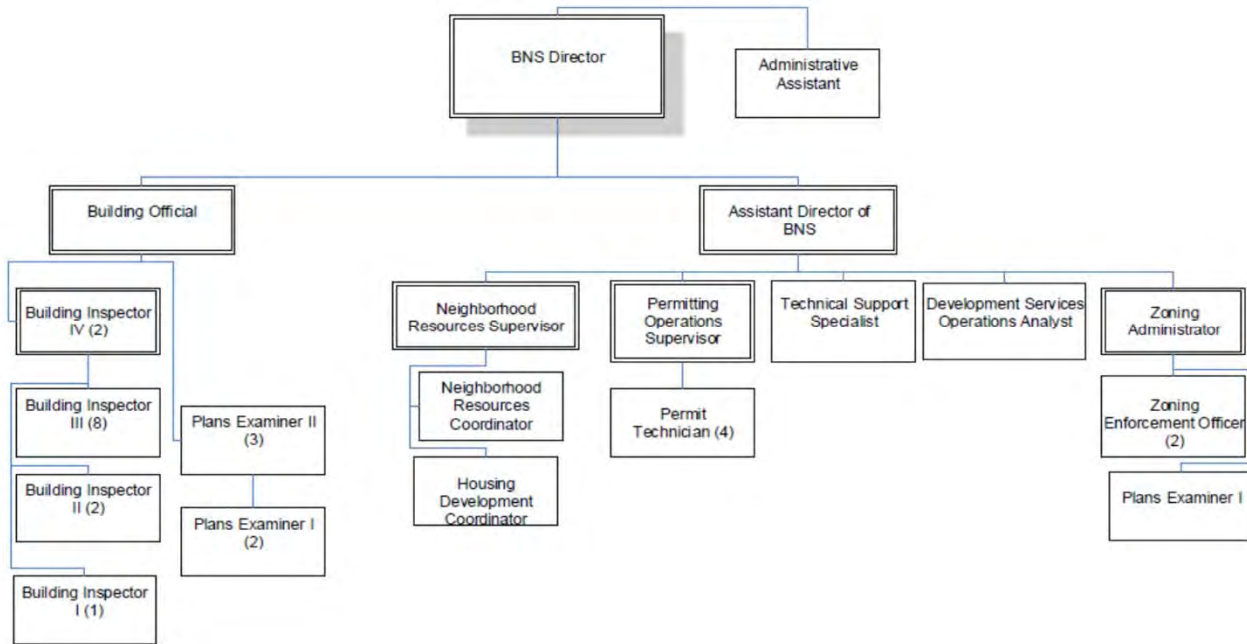 BNS Director
Administrative
Assistant
Building Official
Assistant Director of
BNS
Building Inspector
IV (2)
Neighborhood
Resources Supervisor
Permitting
Operations
Supervisor
Technical Support
Specialist
Development Services
Operations Analyst
Zoning
Administrator
Building Inspector
III (8)
Plans Examiner II
(3)
Neighborhood
Resources
Coordinator
Permit
Technician (4)
Zoning
Enforcement Officer
(2)
Building Inspector
II (2)
Plans Examiner I
(2)
Housing
Development
Coordinator
Plans Examiner I
Building Inspector
I (1)